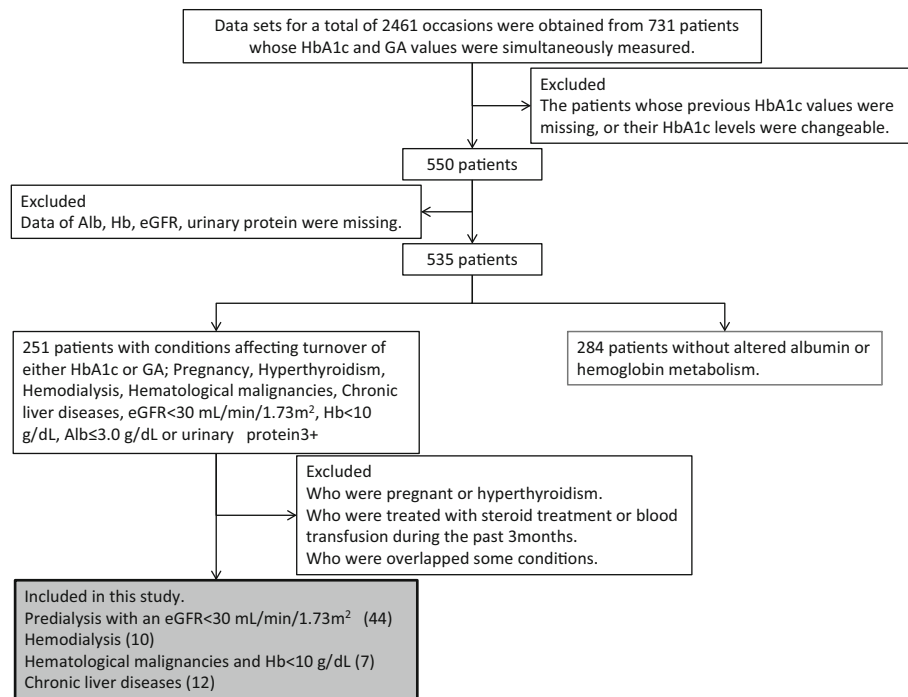 Data sets for a total of 2461 occasions were obtained from 731 patients
whose HbA1c and GA values were simultaneously measured.
Excluded
The patients whose previous HbA1c values were
missing, or their HbA1c levels were changeable.
550 patients
Excluded
Data of Alb, Hb, eGFR, urinary protein were missing.
535 patients
251 patients with conditions affecting turnover of
either HbA1c or GA; Pregnancy, Hyperthyroidism,
Hemodialysis, Hematological malignancies, Chronic
liver diseases, eGFR<30 mL/min/1.73m², Hb<10
g/dL, Alb≤3.0 g/dL or urinary protein3+
284 patients without altered albumin or
hemoglobin metabolism.
Excluded
Who were pregnant or hyperthyroidism.
Who were treated with steroid treatment or blood
transfusion during the past 3months.
Who were overlapped some conditions.
Included in this study.
Predialysis with an eGFR<30 mL/min/1.73m² (44)
Hemodialysis (10)
Hematological malignancies and Hb<10 g/dL (7)
Chronic liver diseases (12)